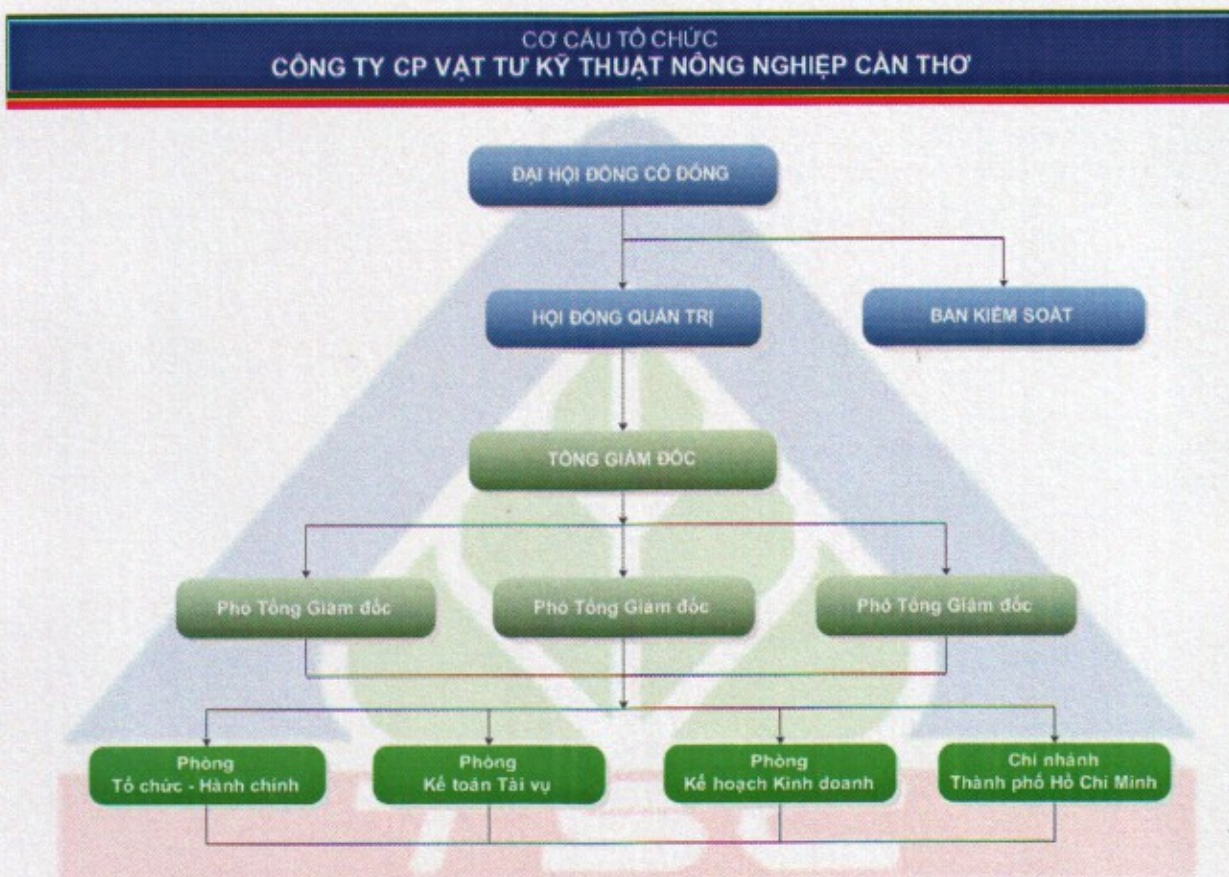 CƠ CẤU TỔ CHỨC
CÔNG TY CP VẬT TƯ KỸ THUẬT NÔNG NGHIỆP CẦN THƠ
ĐẠI HỘI ĐỒNG CỔ ĐÔNG
HỘI ĐỒNG QUẢN TRỊ
BAN KIỂM SOÁT
TỔNG GIÁM ĐỐC
Phó Tổng Giám đốc
Phó Tổng Giám đốc
Phó Tổng Giám đốc
Phòng
Tổ chức - Hành chính
Phòng
Kế toán Tài vụ
Phòng
Kế hoạch Kinh doanh
Chi nhánh
Thành phố Hồ Chí Minh
TSC